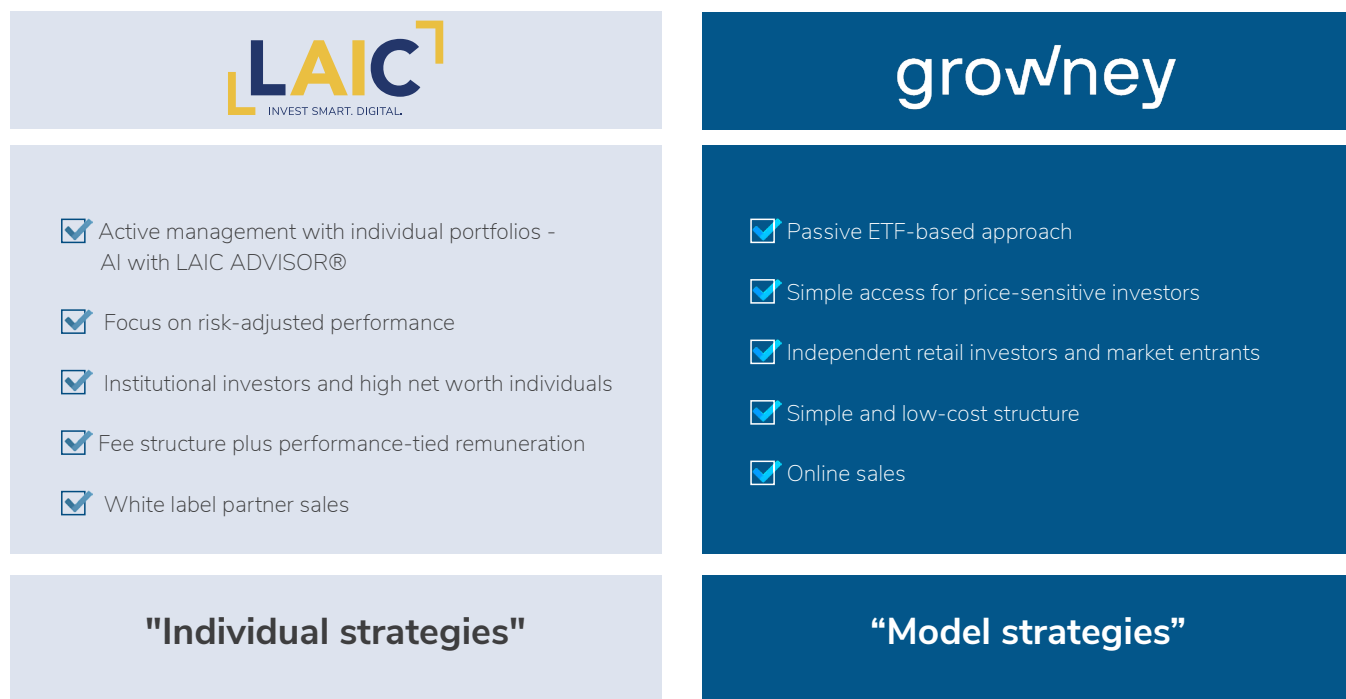 LAIC
INVEST SMART. DIGITAL.
growney
Active management with individual portfolios -
AI with LAIC ADVISOR®
Focus on risk-adjusted performance
Institutional investors and high net worth individuals
Fee structure plus performance-tied remuneration
White label partner sales
Passive ETF-based approach
Simple access for price-sensitive investors
Independent retail investors and market entrants
Simple and low-cost structure
Online sales
"Individual strategies"
“Model strategies”